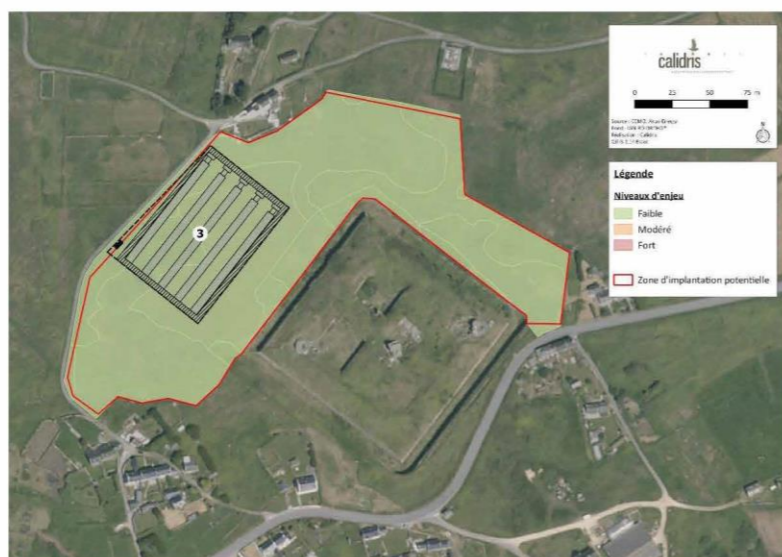 calidris
0 25 50 75 m
Légende
Niveaux d'enjeu
Faible
Modéré
Fort
Zone d'implantation potentielle
3